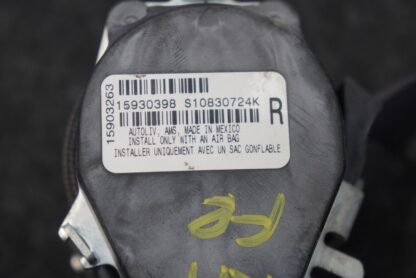 15903263
15930398 S10830724K
R
AUTOLIV, AMS, MADE IN MEXICO
INSTALL ONLY WITH AN AIR BAG
INSTALLER UNIQUEMENT AVEC UN SAC GONFLABLE